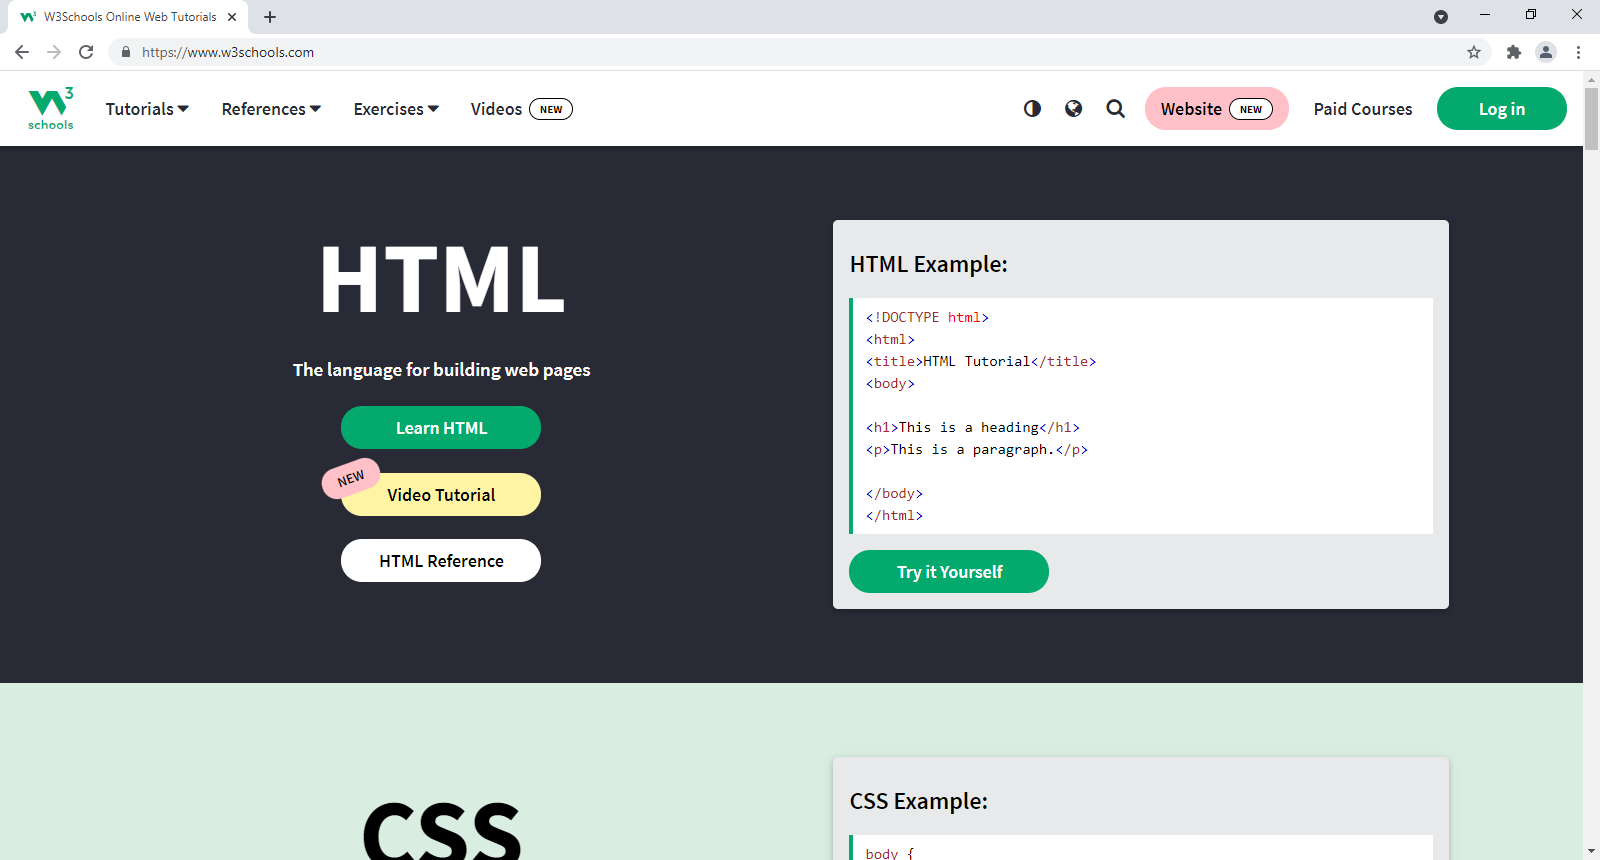 W3Schools Online Web Tutorials
https://www.w3schools.com
W3 schools
Tutorials
References
Exercises
Videos NEW
Website NEW
Paid Courses
Log in
HTML
The language for building web pages
Learn HTML
NEW
Video Tutorial
HTML Reference
HTML Example:
<!DOCTYPE html>
<html>
<title>HTML Tutorial</title>
<body>
<h1>This is a heading</h1>
<p>This is a paragraph.</p>
</body>
</html>
Try it Yourself
CSS
CSS Example:
body {